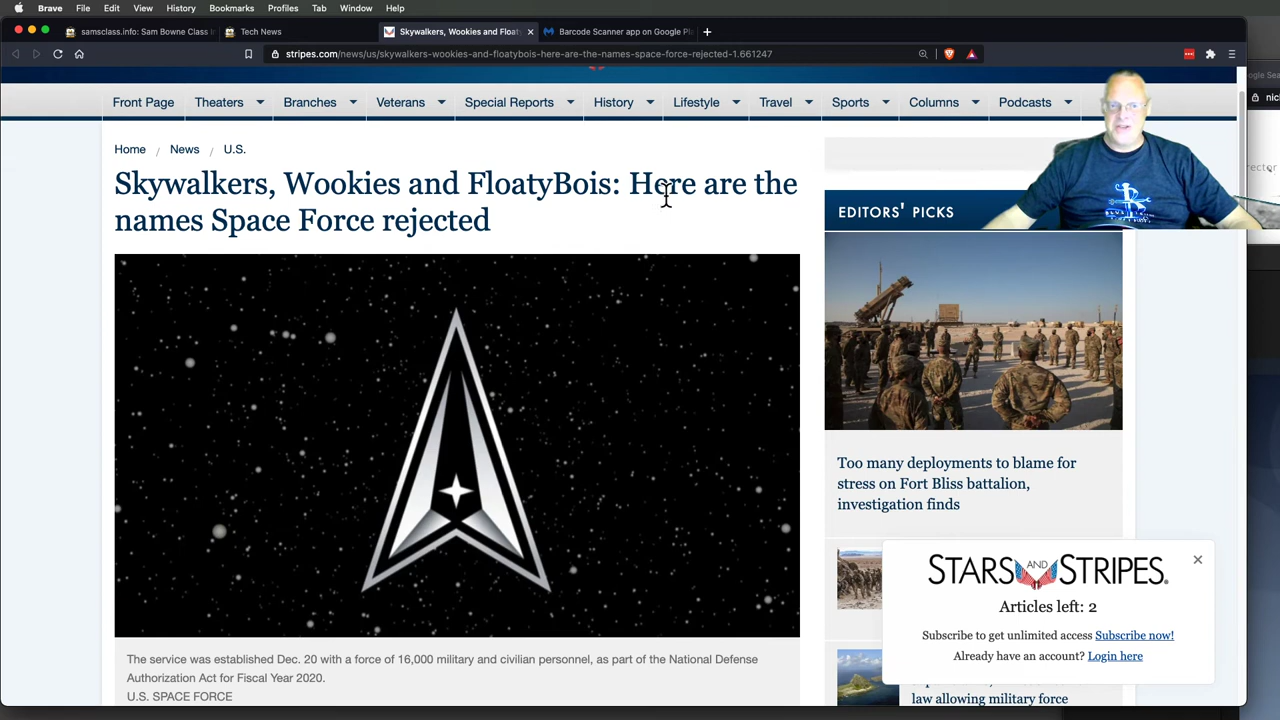 Brave File Edit View History Bookmarks Profiles Tab Window Help
samsclass.info: Sam Bowne Class I
Tech News
Skywalkers, Wookies and Floaty
Barcode Scanner app on Google Pl
stripes.com/news/us/skywalkers-wookies-and-floatybois-here-are-the-names-space-force-rejected-1.661247
ogle Sea
nicl
rector
Front Page Theaters Branches Veterans Special Reports History Lifestyle Travel Sports Columns Podcasts
Home / News / U.S.
Skywalkers, Wookies and FloatyBois: Here are the
names Space Force rejected
The service was established Dec. 20 with a force of 16,000 military and civilian personnel, as part of the National Defense
Authorization Act for Fiscal Year 2020.
U.S. SPACE FORCE
EDITORS' PICKS
Too many deployments to blame for
stress on Fort Bliss battalion,
investigation finds
STARS AND STRIPES.
Articles left: 2
Subscribe to get unlimited access Subscribe now!
Already have an account? Login here
law allowing military force